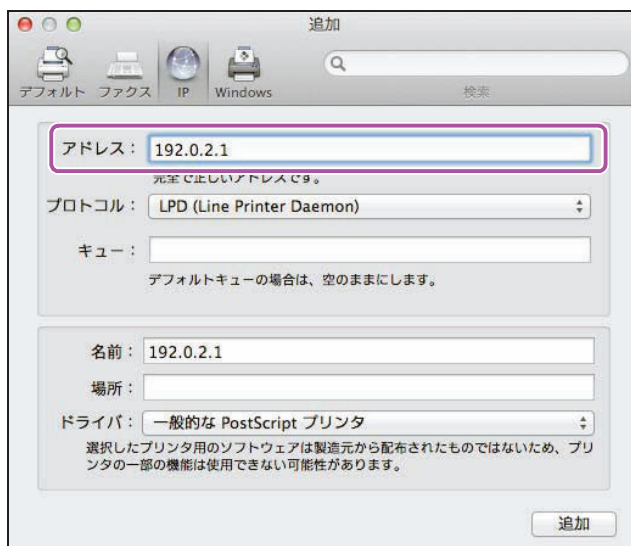 追加
デフォルト ファクス IP Windows 検索
アドレス： 192.0.2.1
完全で正しいアドレスです。
プロトコル： LPD (Line Printer Daemon)
キュー：
デフォルトキューの場合は、空のままにします。
名前： 192.0.2.1
場所：
ドライバ： 一般的な PostScript プリンタ
選択したプリンタ用のソフトウェアは製造元から配布されたものではないため、プリ
ンタの一部の機能は使用できない可能性があります。
追加